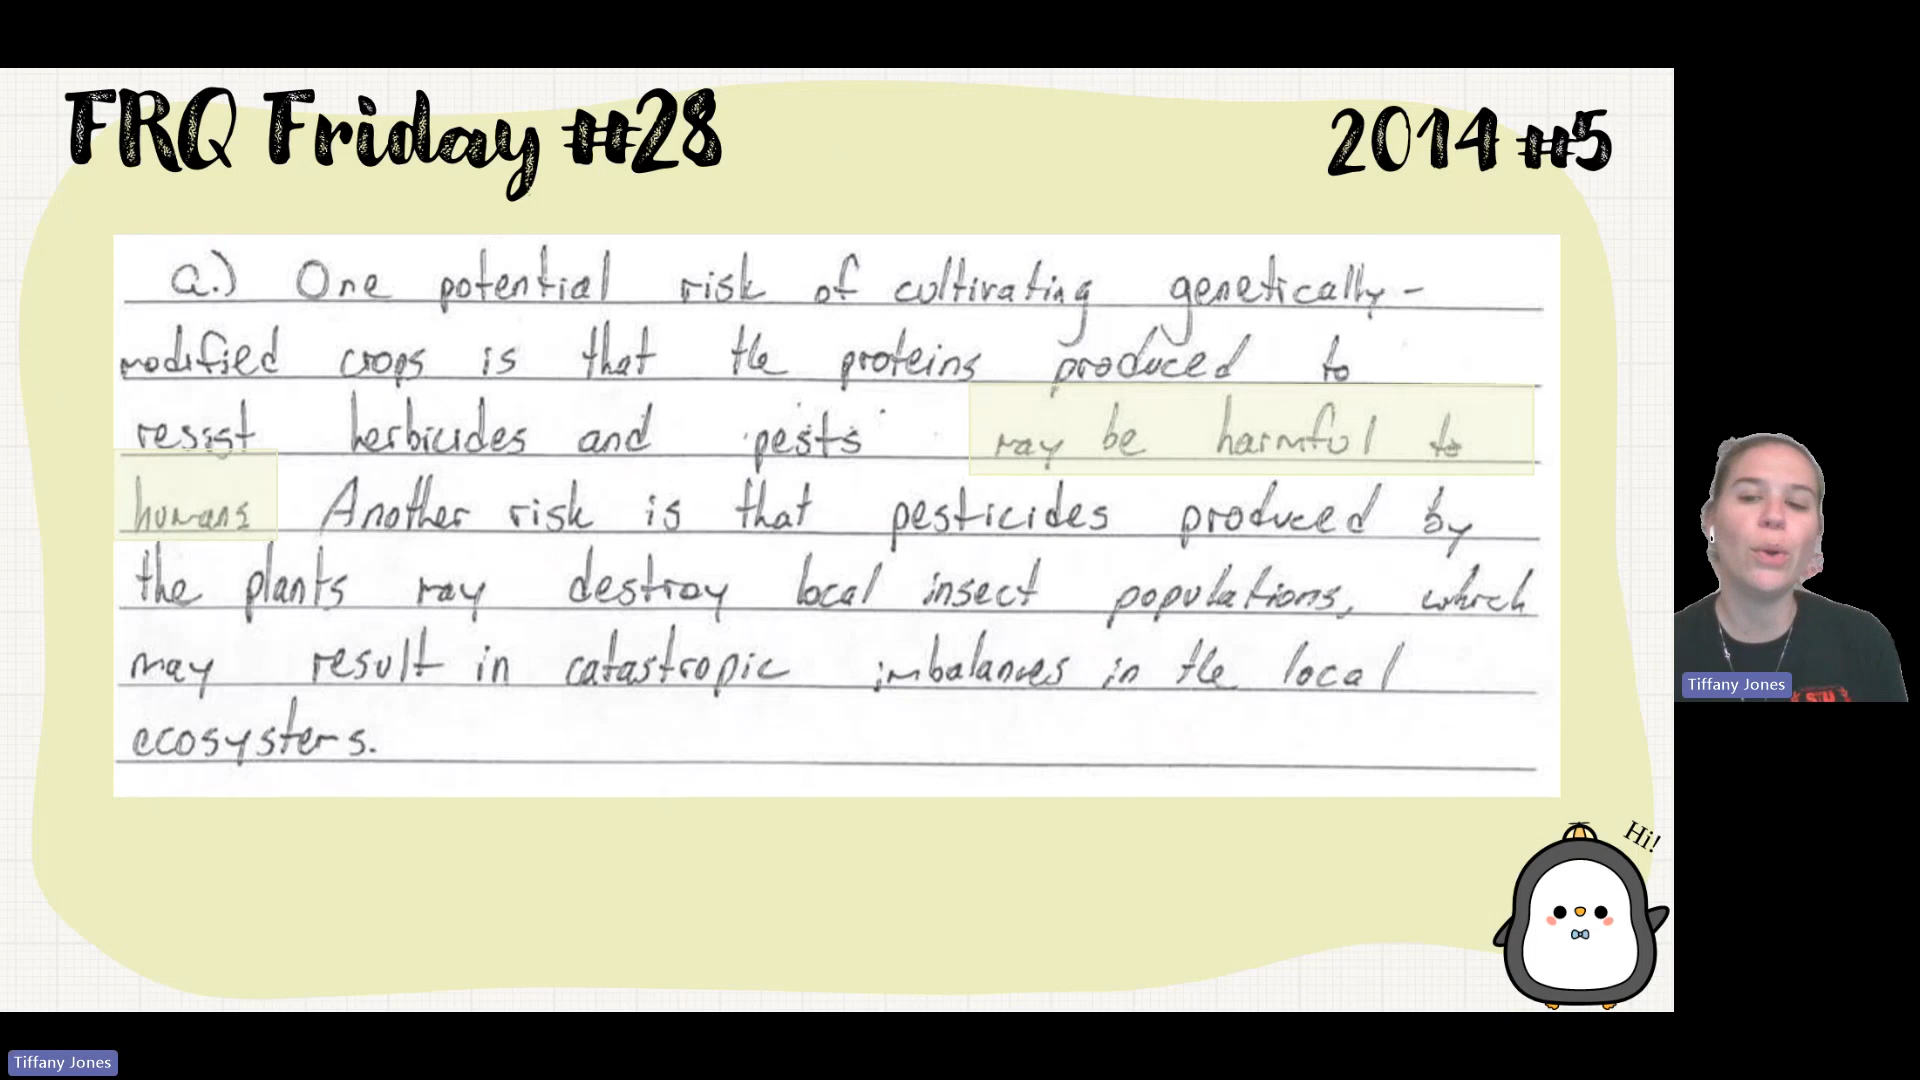 FRQ Friday #28
2014 #5
a.) One potential risk of cultivating genetically-
modified crops is that the proteins produced to
resist herbicides and pests may be harmful to
humans Another risk is that pesticides produced by
the plants may destroy local insect populations, which
may result in catastropic imbalances in the local
ecosystems.
Hi!
Tiffany Jones
Tiffany Jones